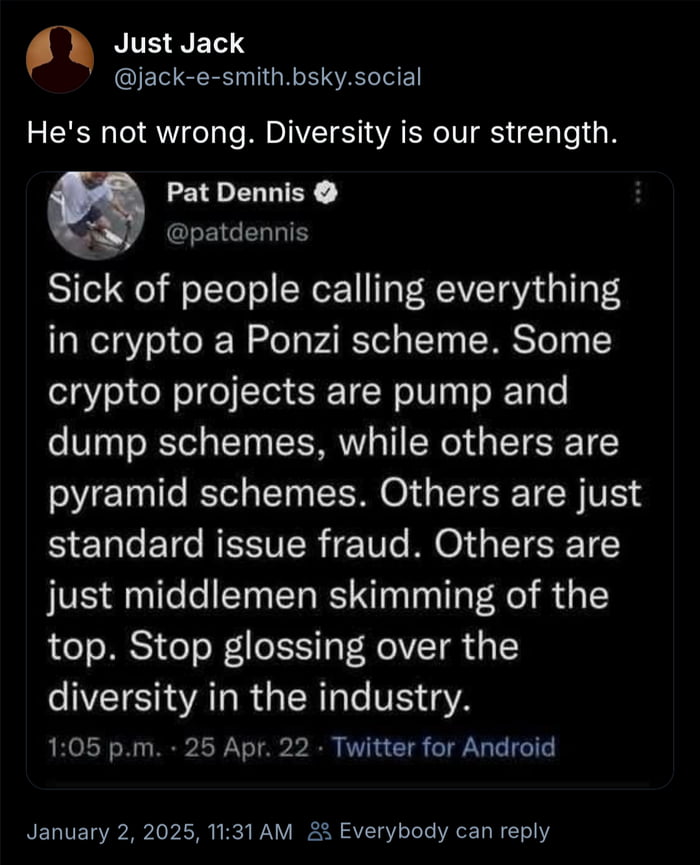 Just Jack
@jack-e-smith.bsky.social
He's not wrong. Diversity is our strength.
Pat Dennis
@patdennis
Sick of people calling everything
in crypto a Ponzi scheme. Some
crypto projects are pump and
dump schemes, while others are
pyramid schemes. Others are just
standard issue fraud. Others are
just middlemen skimming of the
top. Stop glossing over the
diversity in the industry.
1:05 p.m. · 25 Apr. 22 · Twitter for Android
January 2, 2025, 11:31 AM Everybody can reply